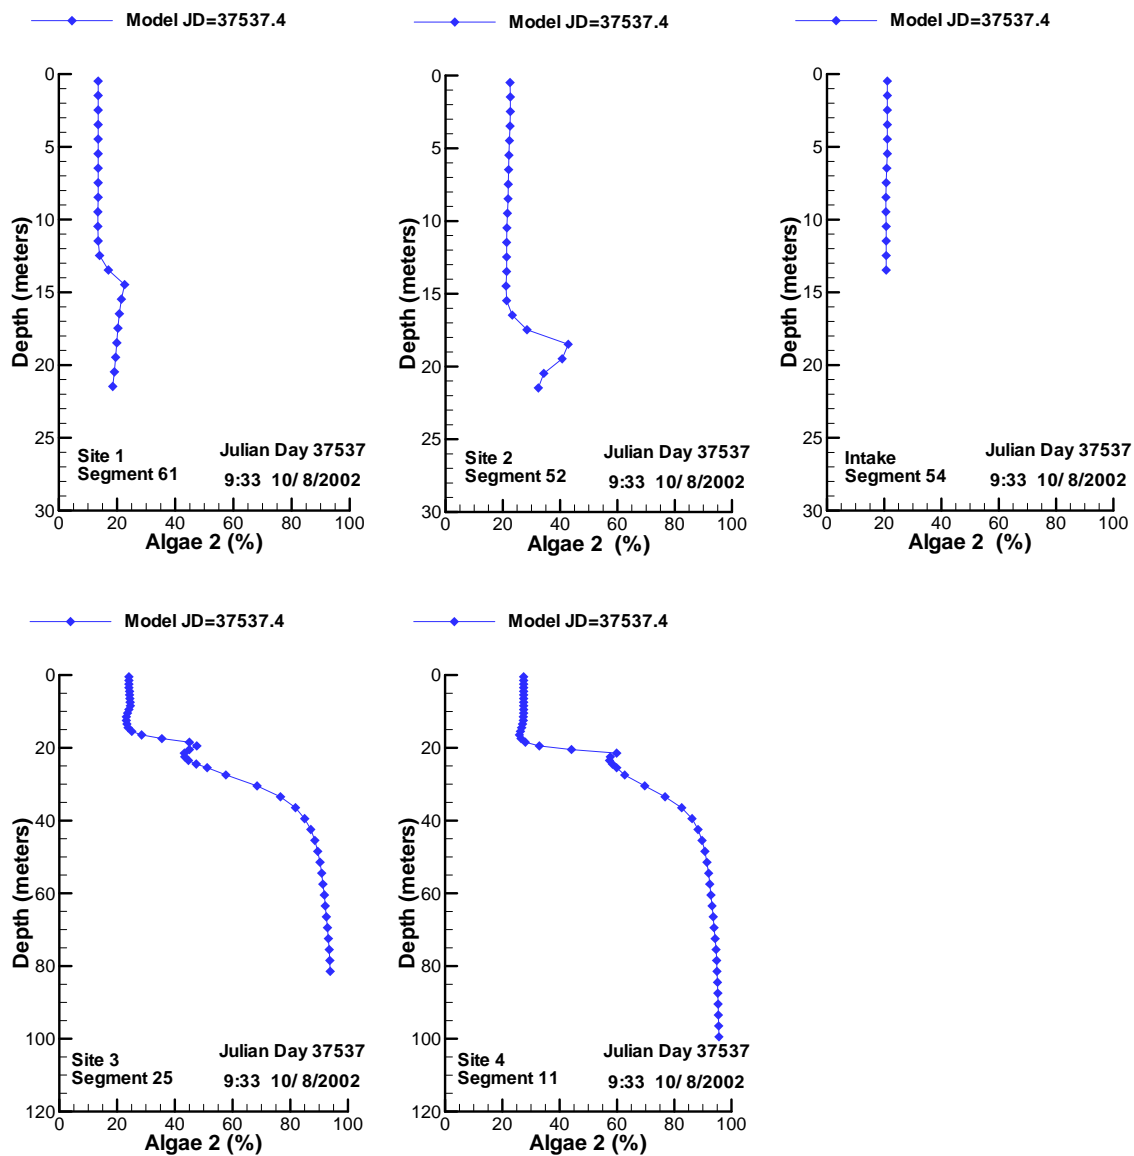 Model JD=37537.4
0
5
10
15
20
25
30
Depth (meters)
Site 1
Segment 61
Julian Day 37537
9:33 10/ 8/2002
0 20 40 60 80 100
Algae 2 (%)
Model JD=37537.4
0
5
10
15
20
25
30
Depth (meters)
Site 2
Segment 52
Julian Day 37537
9:33 10/ 8/2002
0 20 40 60 80 100
Algae 2 (%)
Model JD=37537.4
0
5
10
15
20
25
30
Depth (meters)
Intake
Segment 54
Julian Day 37537
9:33 10/ 8/2002
0 20 40 60 80 100
Algae 2 (%)
Model JD=37537.4
0
20
40
60
80
100
120
Depth (meters)
Site 3
Segment 25
Julian Day 37537
9:33 10/ 8/2002
0 20 40 60 80 100
Algae 2 (%)
Model JD=37537.4
0
20
40
60
80
100
120
Depth (meters)
Site 4
Segment 11
Julian Day 37537
9:33 10/ 8/2002
0 20 40 60 80 100
Algae 2 (%)